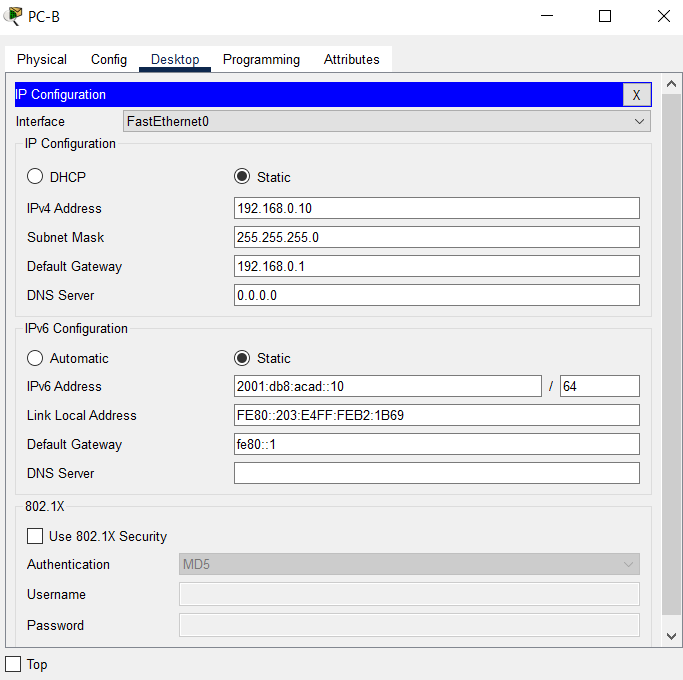 PC-B
Physical Config Desktop Programming Attributes
IP Configuration X
Interface FastEthernet0
IP Configuration
DHCP Static
IPv4 Address 192.168.0.10
Subnet Mask 255.255.255.0
Default Gateway 192.168.0.1
DNS Server 0.0.0.0
IPv6 Configuration
Automatic Static
IPv6 Address 2001:db8:acad::10 / 64
Link Local Address FE80::203:E4FF:FEB2:1B69
Default Gateway fe80::1
DNS Server
802.1X
Use 802.1X Security
Authentication MD5
Username
Password
Top